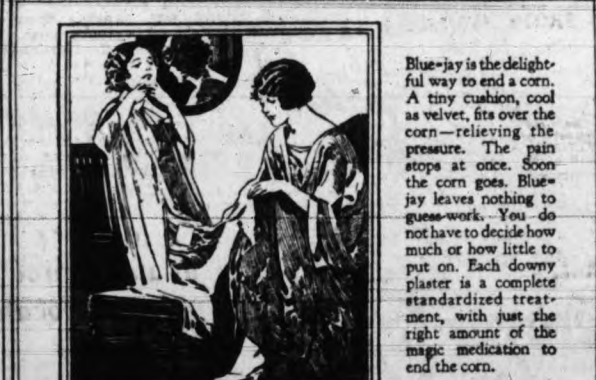 Blue-jay is the delight-
ful way to end a corn.
A tiny cushion, cool
as velvet, fits over the
corn—relieving the
pressure. The pain
stops at once. Soon
the corn goes. Blue-
jay leaves nothing to
guess-work. You do
not have to decide how
much or how little to
put on. Each downy
plaster is a complete
standardized treat-
ment, with just the
right amount of the
magic medication to
end the corn.